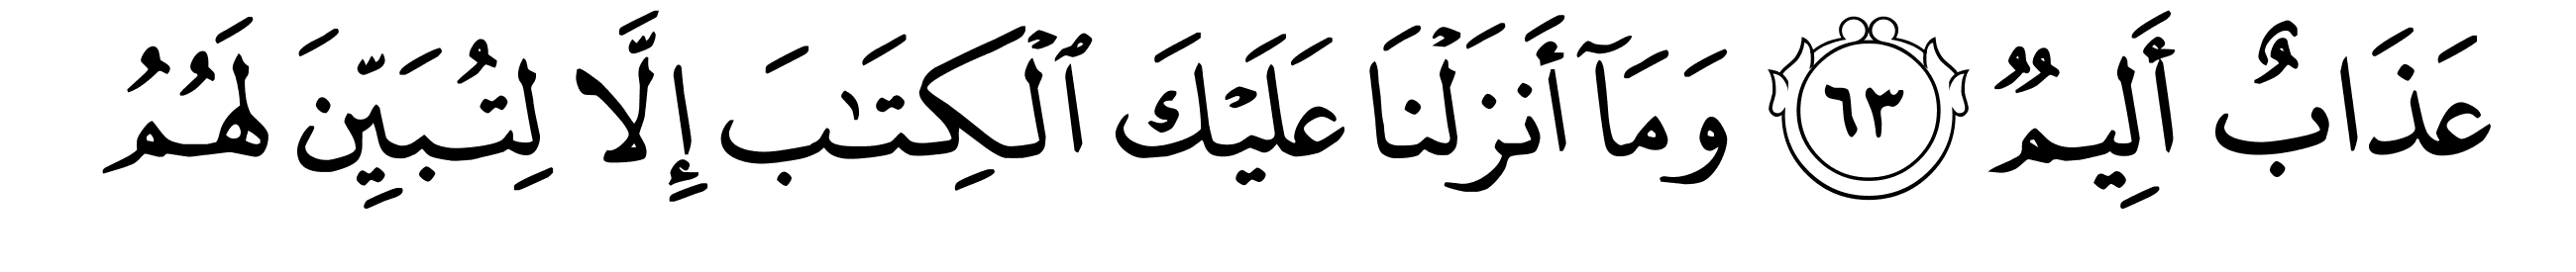 عَذَابٌ أَلِيمٌ ٦٣ وَمَآ أَنزَلۡنَا عَلَيۡكَ ٱلۡكِتَٰبَ إِلَّا لِتُبَيِّنَ لَهُمُ